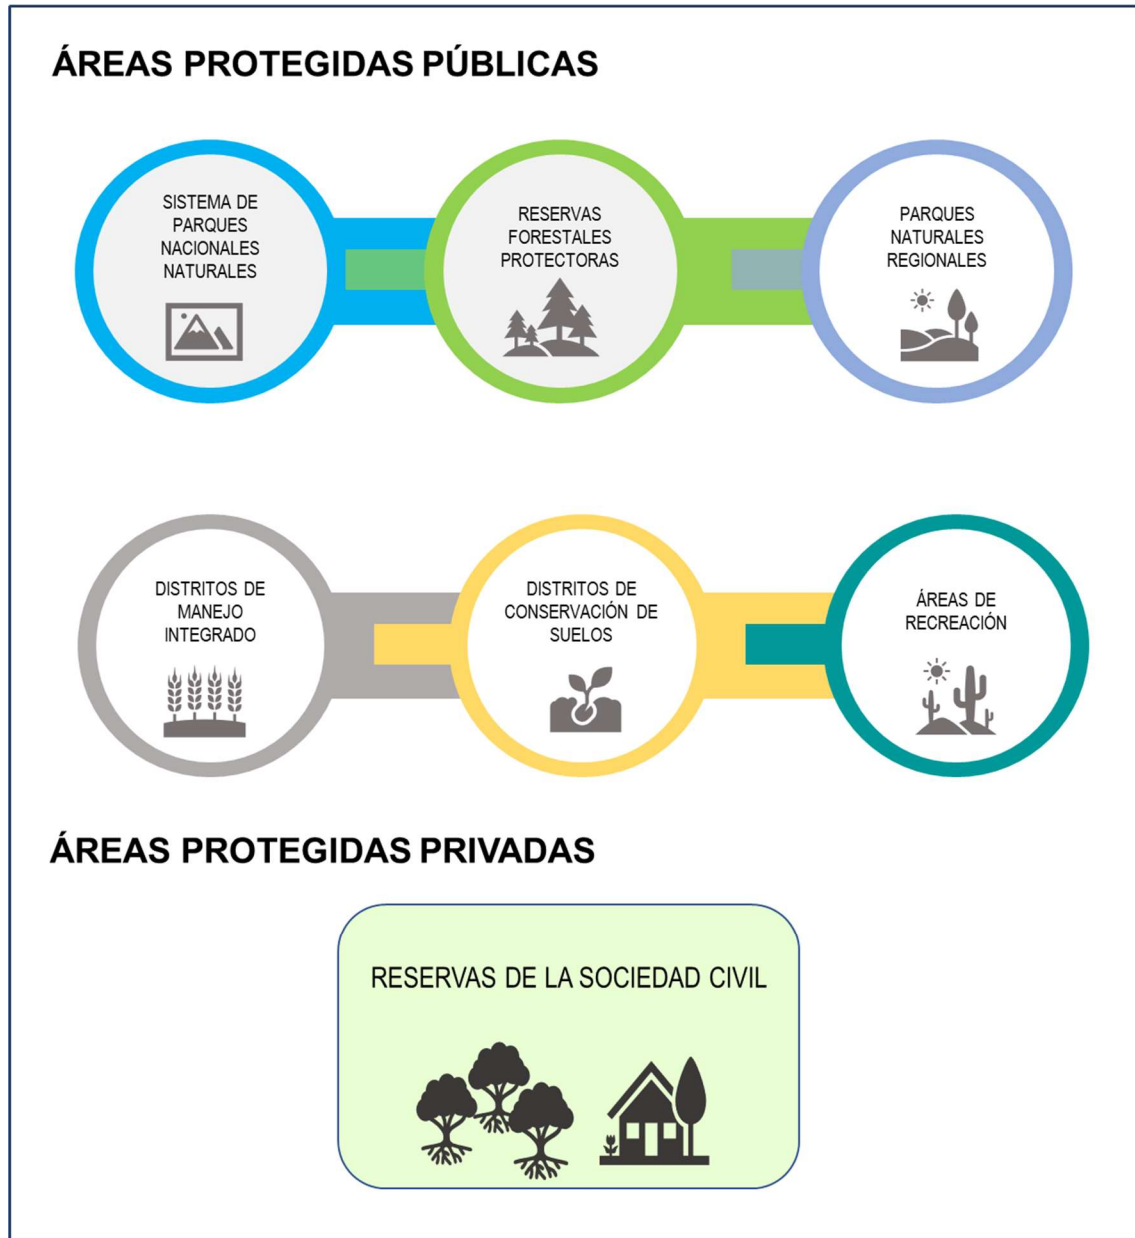 ÁREAS PROTEGIDAS PÚBLICAS
SISTEMA DE
PARQUES
NACIONALES
NATURALES
RESERVAS
FORESTALES
PROTECTORAS
PARQUES
NATURALES
REGIONALES
DISTRITOS DE
MANEJO
INTEGRADO
DISTRITOS DE
CONSERVACIÓN DE
SUELOS
ÁREAS DE
RECREACIÓN
ÁREAS PROTEGIDAS PRIVADAS
RESERVAS DE LA SOCIEDAD CIVIL